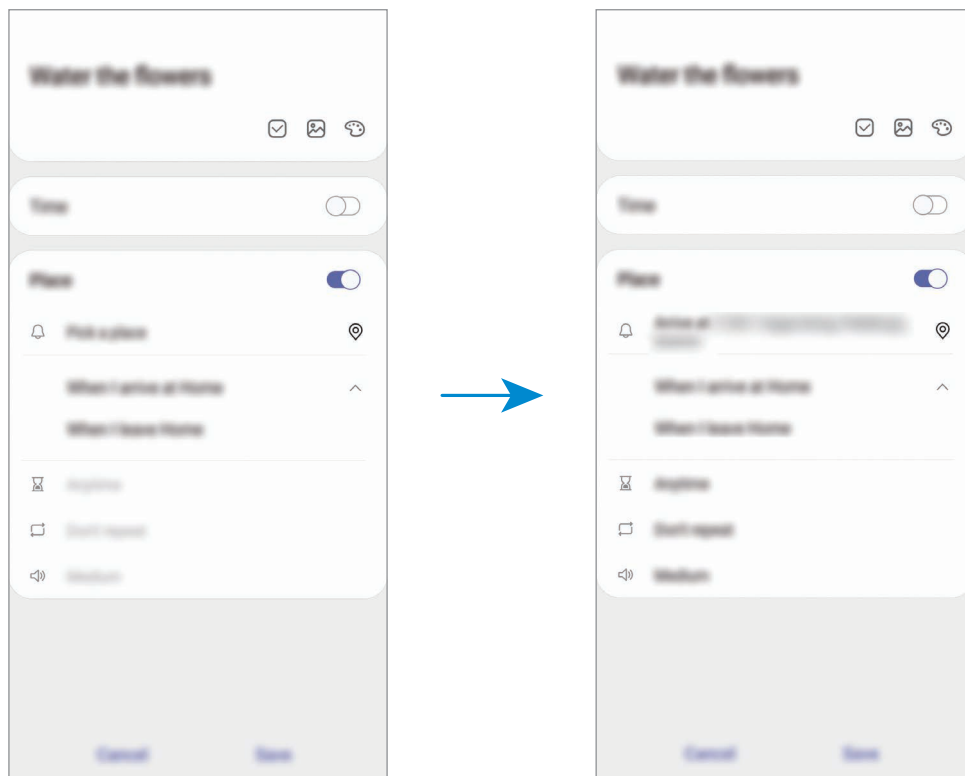 Water the flowers
Time
Place
Pick a place
When I arrive at Home
When I leave Home
Anytime
Don't repeat
Medium
Cancel
Save
Water the flowers
Time
Place
Arrive at
When I arrive at Home
When I leave Home
Anytime
Don't repeat
Medium
Cancel
Save